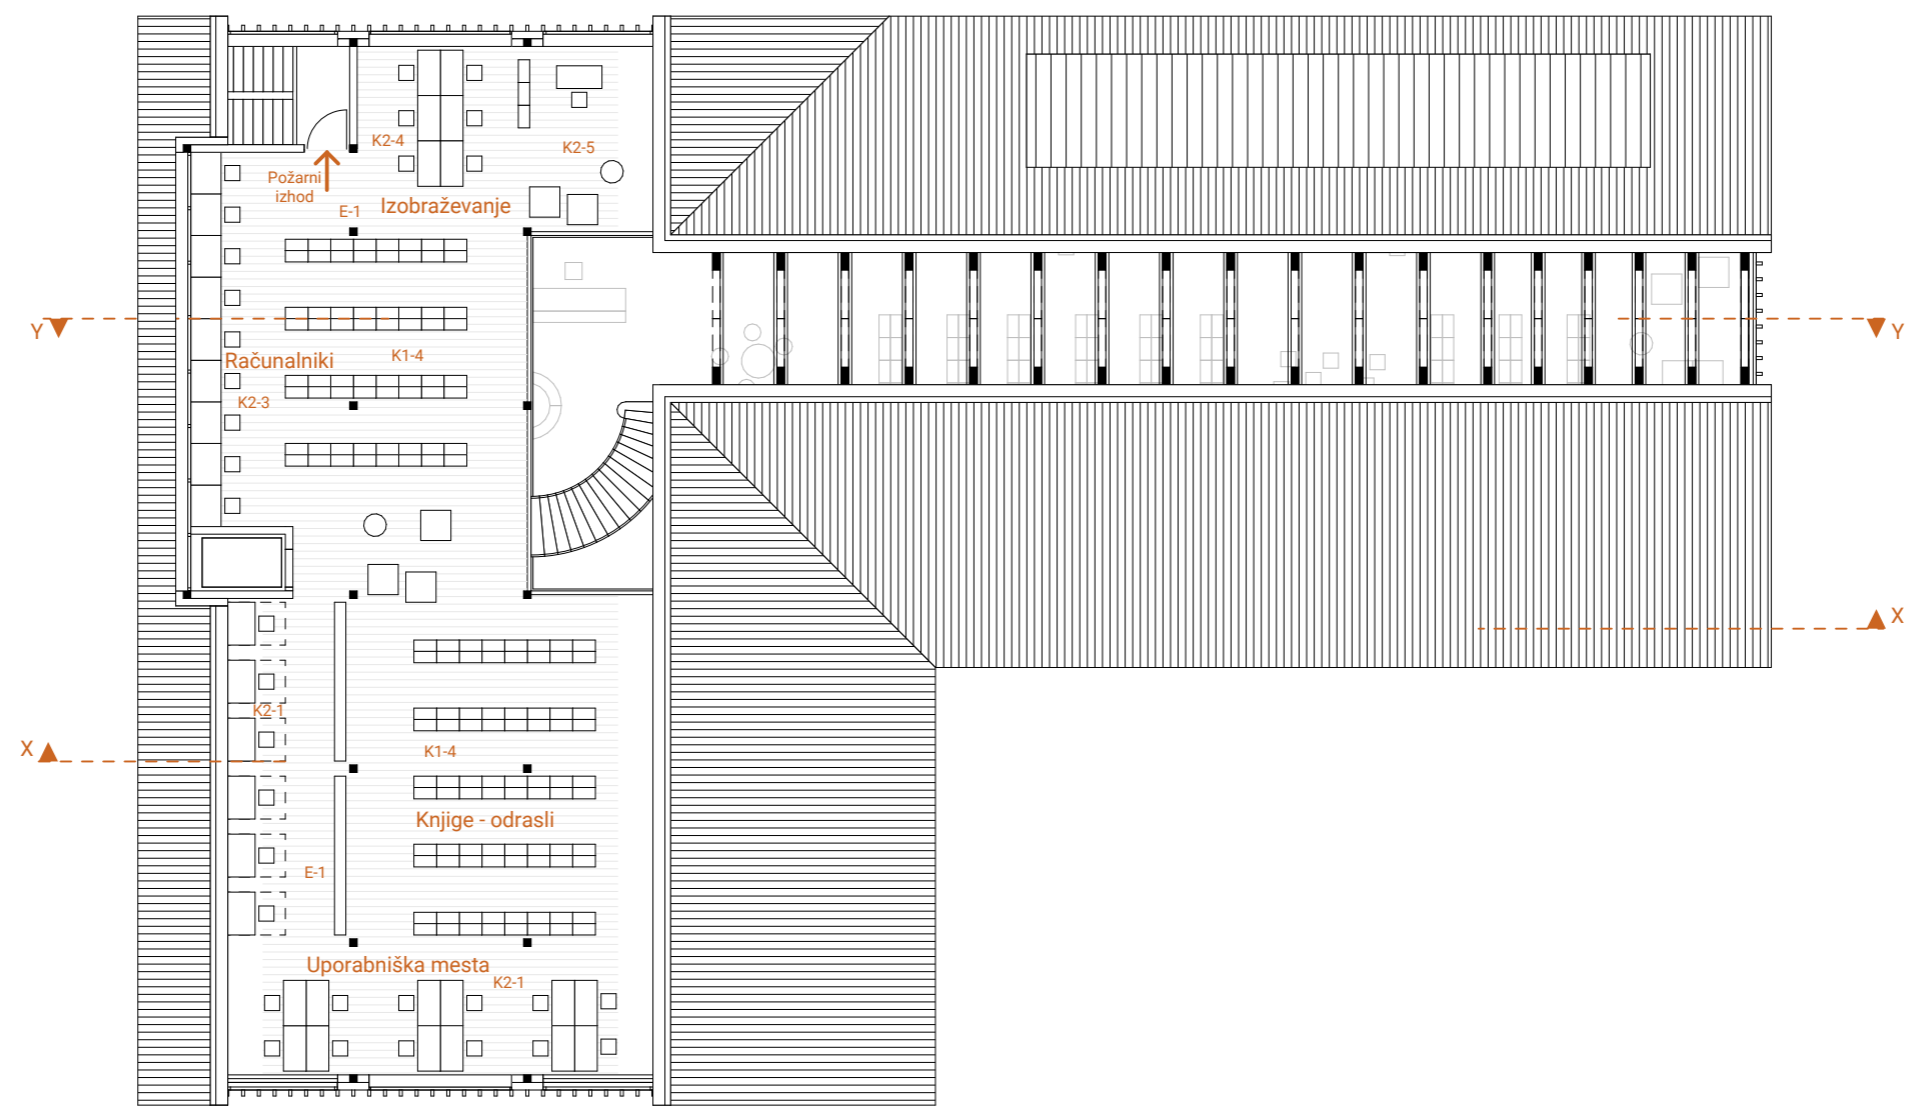 K2-4
K2-5
Požarni
izhod
E-1
Izobraževanje
Y
Y
Računalniki
K1-4
K2-3
X
K2-1
X
K1-4
Knjige - odrasli
E-1
Uporabniška mesta
K2-1